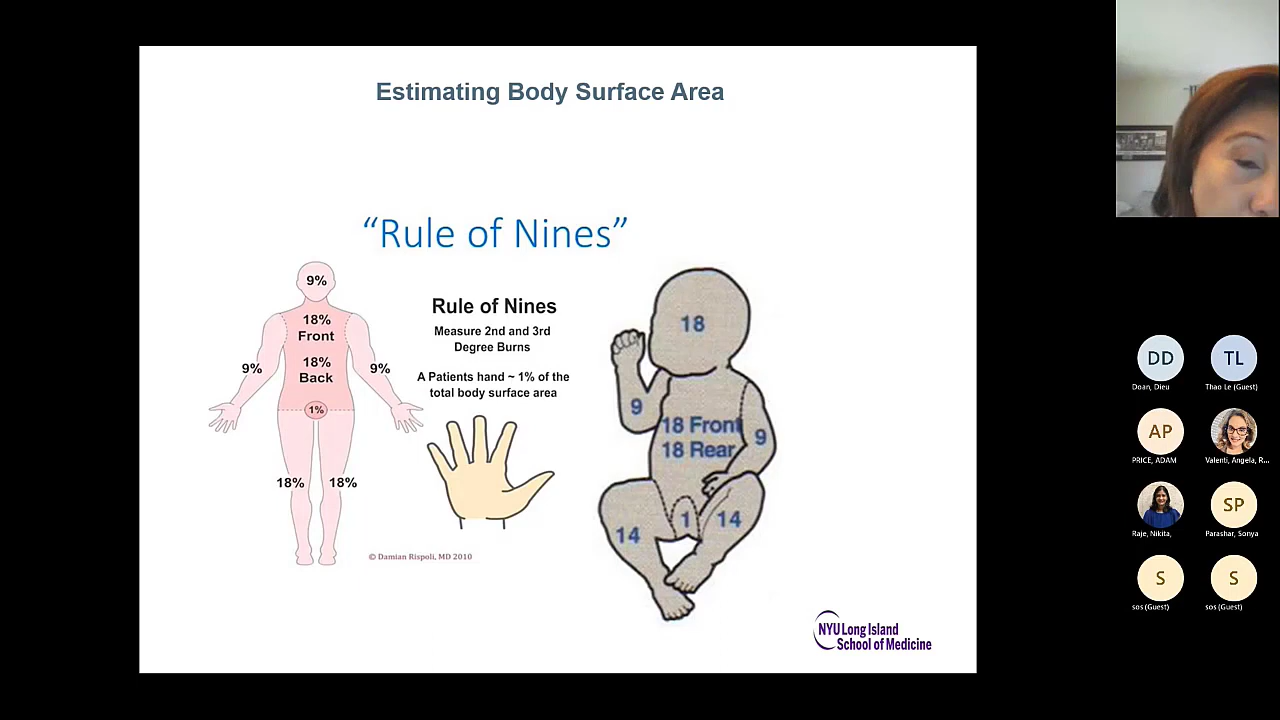 Estimating Body Surface Area
“Rule of Nines”
9%
18%
Front
18%
Back
9%
9%
1%
18%
18%
Rule of Nines
Measure 2nd and 3rd
Degree Burns
A Patients hand ~ 1% of the
total body surface area
© Damian Rispoli, MD 2010
18
9
18 Front
18 Rear
9
14
1
14
NYU Long Island
School of Medicine
DD
Doan, Dieu
TL
Thao Le (Guest)
AP
PRICE, ADAM
Valenti, Angela, R...
Raje, Nikita,
SP
Parashar, Sonya
S
sos (Guest)
S
sos (Guest)